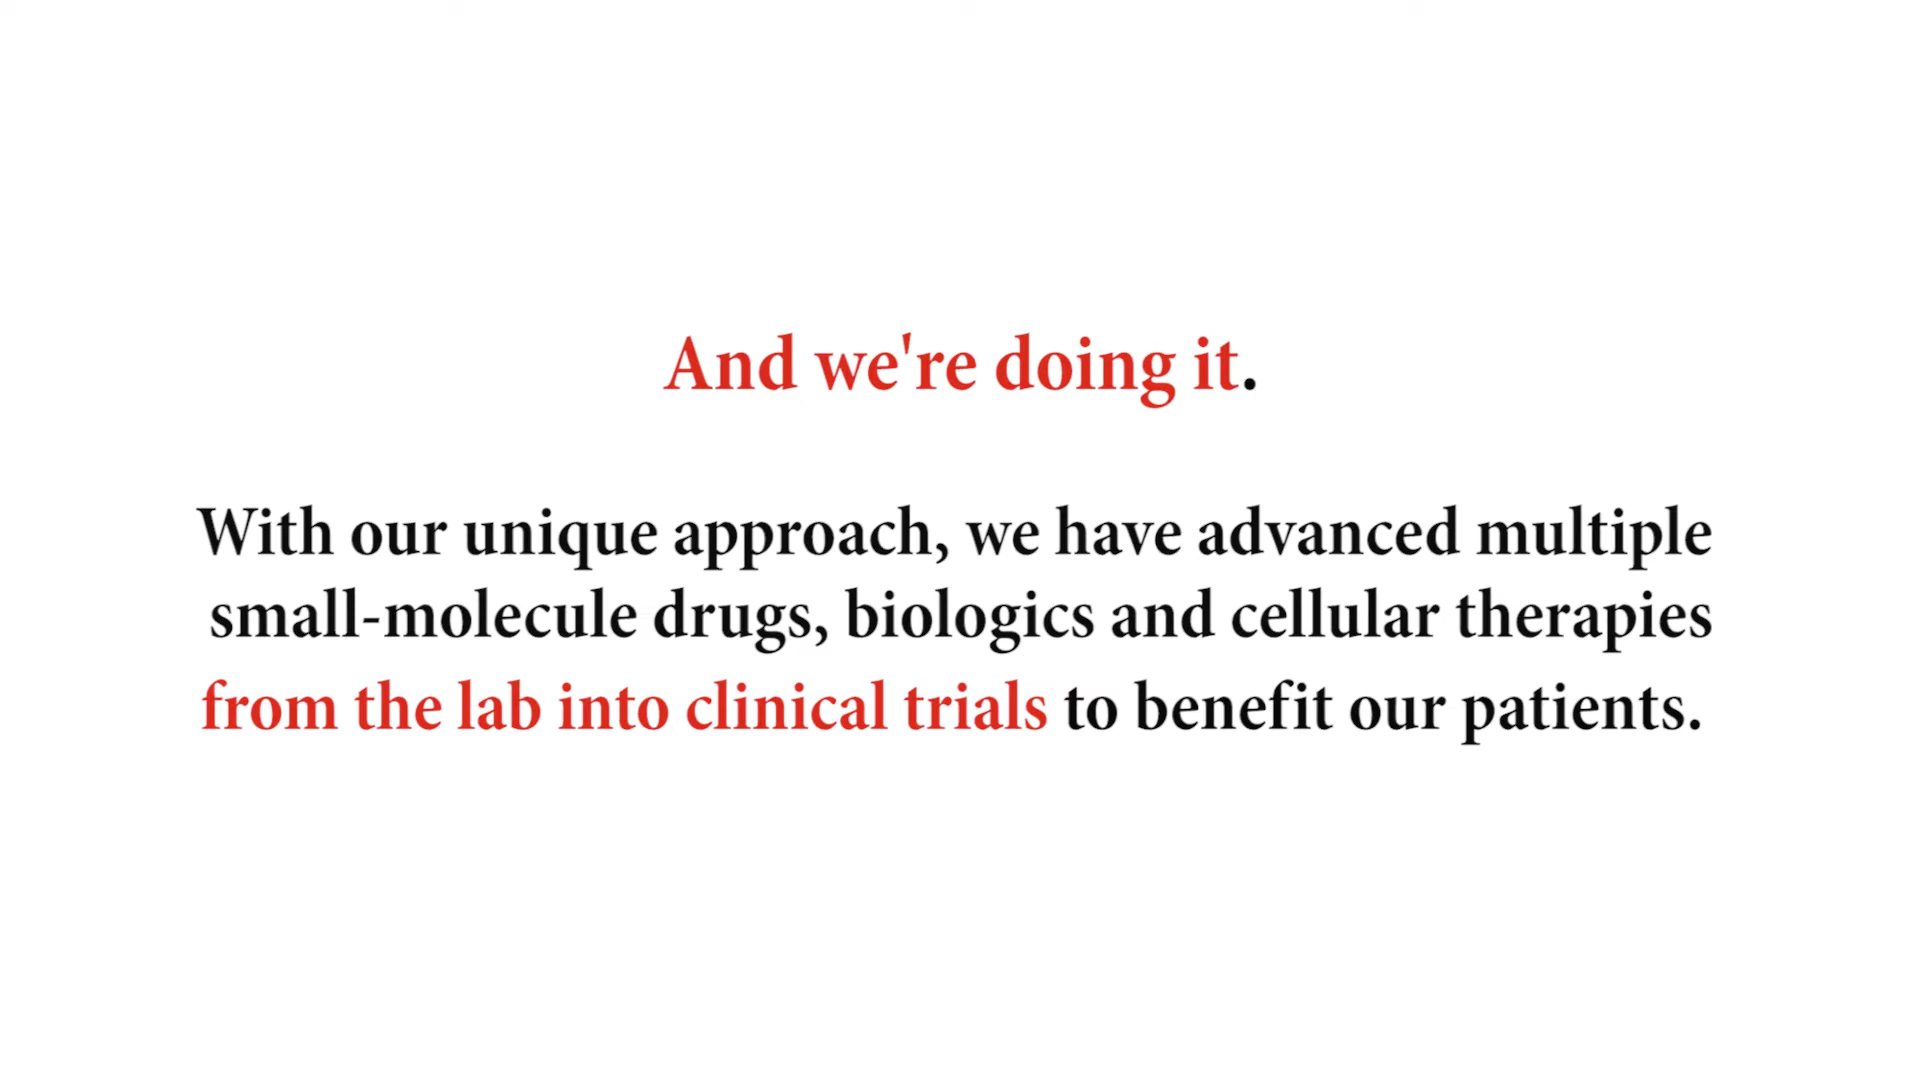 And we're doing it.
With our unique approach, we have advanced multiple
small-molecule drugs, biologics and cellular therapies
from the lab into clinical trials to benefit our patients.